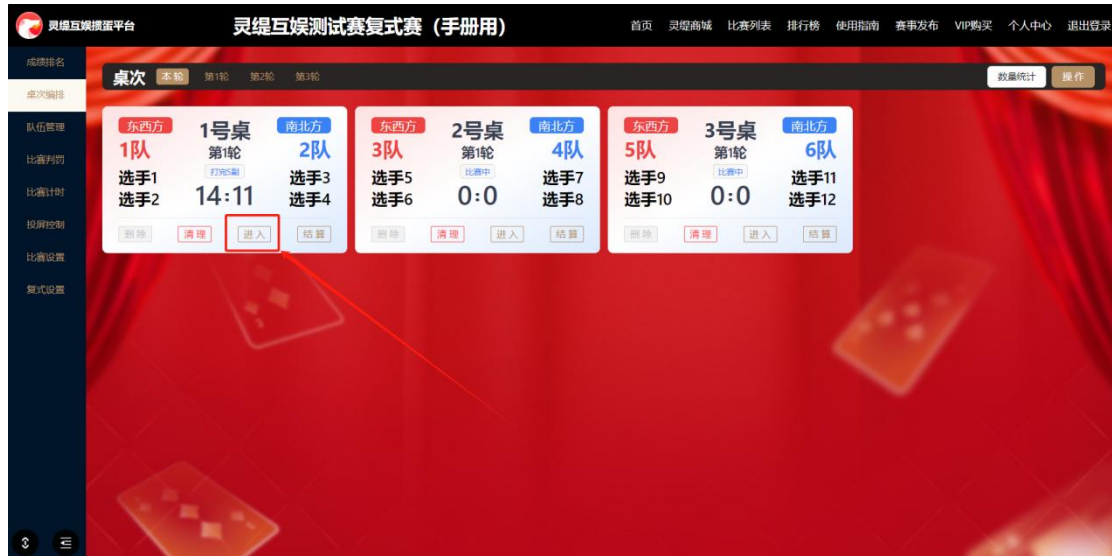 灵缇互娱掼蛋平台 灵缇互娱测试赛复式赛（手册用） 首页 灵缇商城 比赛列表 排行榜 使用指南 赛事发布 VIP购买 个人中心 退出登录
成绩排名
桌次编排
队伍管理
比赛判罚
比赛计时
投屏控制
比赛设置
复式设置
桌次 本轮 第1轮 第2轮 第3轮 数量统计 操作
东西方 1号桌 南北方
1队 第1轮 2队
打完5副
选手1 选手3
选手2 14:11 选手4
删除 清理 进入 结算
东西方 2号桌 南北方
3队 第1轮 4队
比赛中
选手5 选手7
选手6 0:0 选手8
删除 清理 进入 结算
东西方 3号桌 南北方
5队 第1轮 6队
比赛中
选手9 选手11
选手10 0:0 选手12
删除 清理 进入 结算